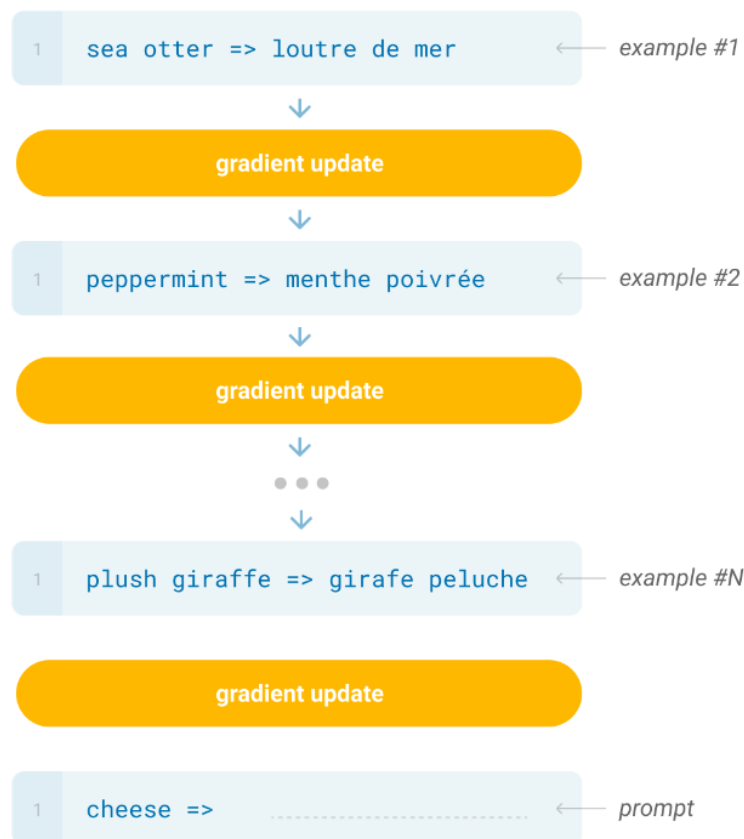 1 sea otter => loutre de mer example #1
gradient update
1 peppermint => menthe poivrée example #2
gradient update
1 plush giraffe => girafe peluche example #N
gradient update
1 cheese => prompt